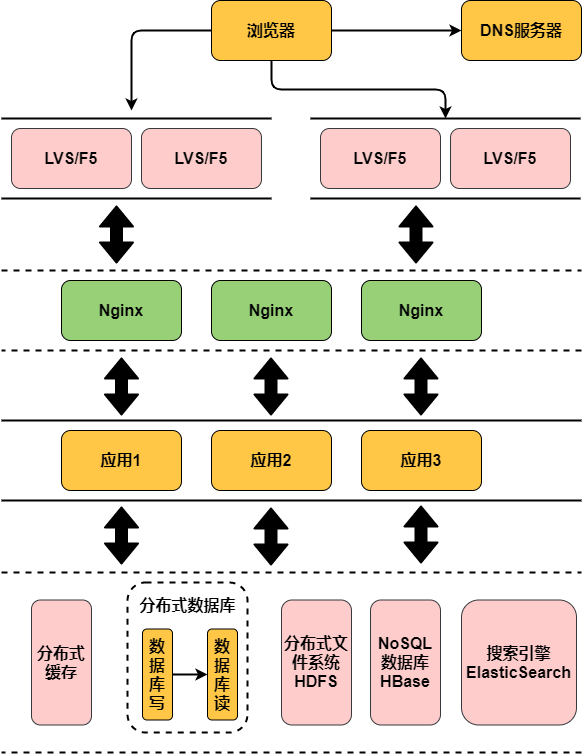 浏览器
DNS服务器
LVS/F5
LVS/F5
LVS/F5
LVS/F5
Nginx
Nginx
Nginx
应用1
应用2
应用3
分布式
缓存
分布式数据库
数
据
库
写
数
据
库
读
分布式文
件系统
HDFS
NoSQL
数据库
HBase
搜索引擎
ElasticSearch